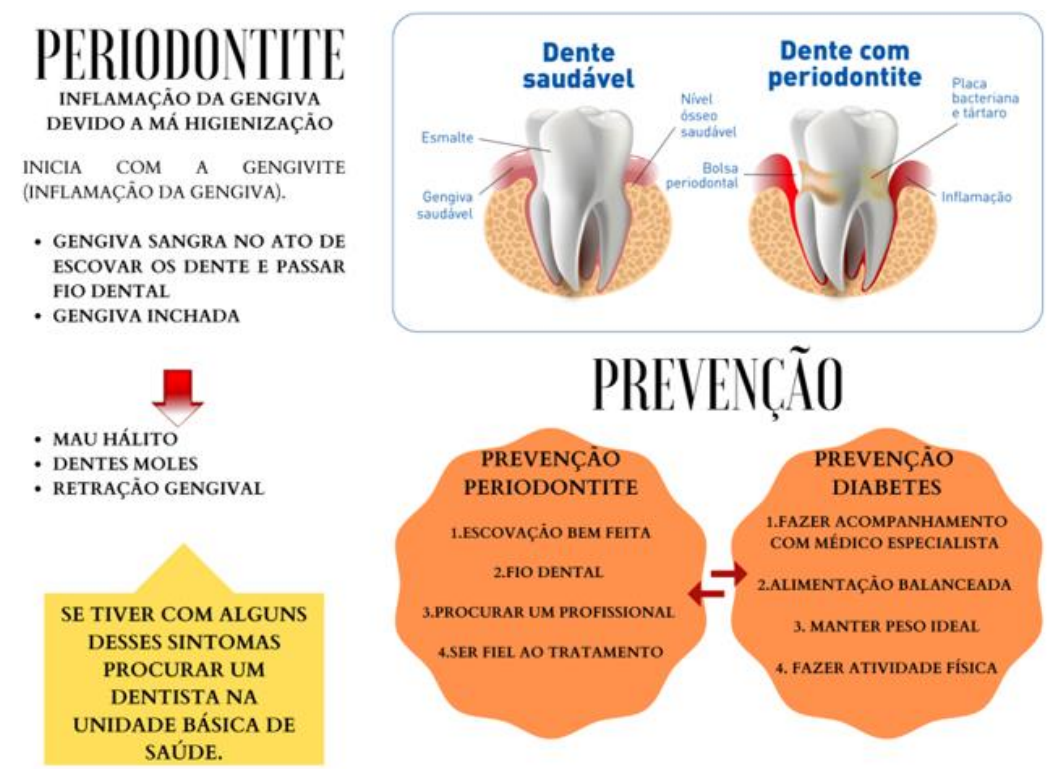 PERIODONTITE
INFLAMAÇÃO DA GENGIVA
DEVIDO A MÁ HIGIENIZAÇÃO
INICIA COM A GENGIVITE
(INFLAMAÇÃO DA GENGIVA).
• GENGIVA SANGRA NO ATO DE
ESCOVAR OS DENTE E PASSAR
FIO DENTAL
• GENGIVA INCHADA
• MAU HÁLITO
• DENTES MOLES
• RETRAÇÃO GENGIVAL
SE TIVER COM ALGUNS
DESSES SINTOMAS
PROCURAR UM
DENTISTA NA
UNIDADE BÁSICA DE
SAÚDE.
Dente
saudável
Esmalte
Gengiva
saudável
Nível
ósseo
saudável
Dente com
periodontite
Placa
bacteriana
e tártaro
Bolsa
periodontal
Inflamação
PREVENÇÃO
PREVENÇÃO
PERIODONTITE
1.ESCOVAÇÃO BEM FEITA
2.FIO DENTAL
3.PROCURAR UM PROFISSIONAL
4.SER FIEL AO TRATAMENTO
PREVENÇÃO
DIABETES
1.FAZER ACOMPANHAMENTO
COM MÉDICO ESPECIALISTA
2.ALIMENTAÇÃO BALANCEADA
3. MANTER PESO IDEAL
4. FAZER ATIVIDADE FÍSICA